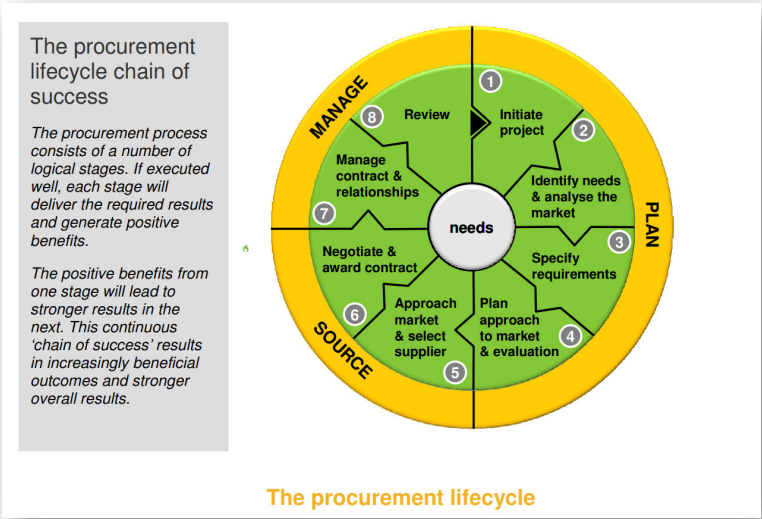 The procurement
lifecycle chain of
success
The procurement process
consists of a number of
logical stages. If executed
well, each stage will
deliver the required results
and generate positive
benefits.
The positive benefits from
one stage will lead to
stronger results in the
next. This continuous
‘chain of success’ results
in increasingly beneficial
outcomes and stronger
overall results.
MANAGE
PLAN
SOURCE
needs
1
Initiate
project
2
Identify needs
& analyse the
market
3
Specify
requirements
4
Plan
approach
to market
& evaluation
5
Approach
market
& select
supplier
6
Negotiate &
award contract
7
Manage
contract &
relationships
8
Review
The procurement lifecycle